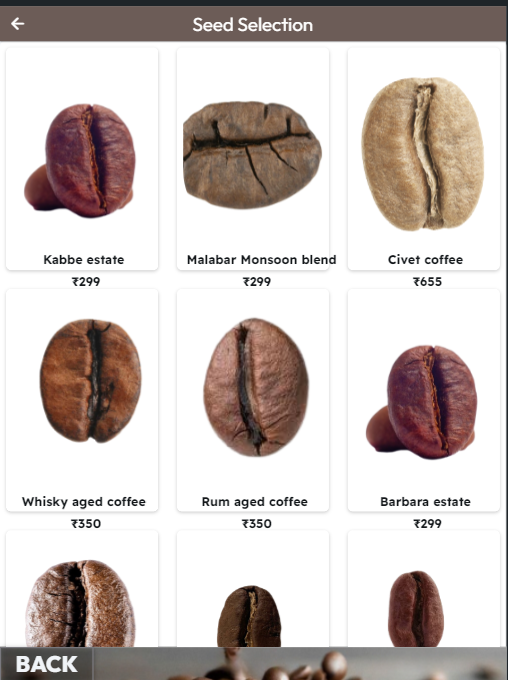 Seed Selection
Kabbe estate
₹299
Malabar Monsoon blend
₹299
Civet coffee
₹655
Whisky aged coffee
₹350
Rum aged coffee
₹350
Barbara estate
₹299
BACK